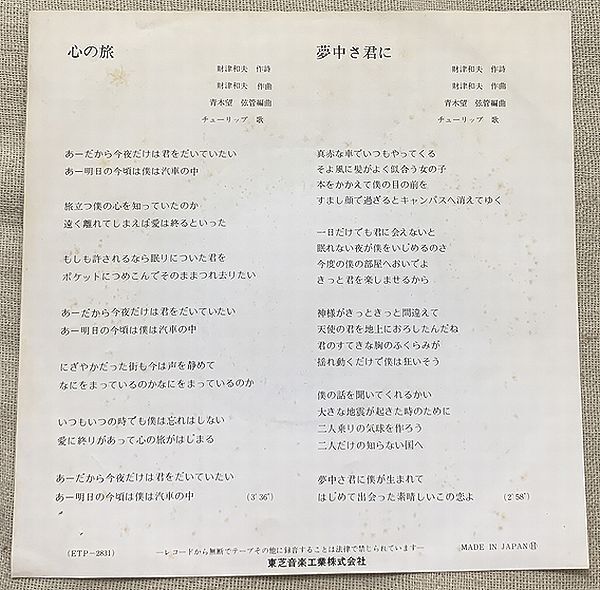 心の旅
財津和夫 作詩
財津和夫 作曲
青木望 弦管編曲
チューリップ 歌
あーだから今夜だけは君をだいていたい
あー明日の今頃は僕は汽車の中
旅立つ僕の心を知っていたのか
遠く離れてしまえば愛は終るといった
もしも許されるなら眠りについた君を
ポケットにつめこんでそのままつれ去りたい
あーだから今夜だけは君をだいていたい
あー明日の今頃は僕は汽車の中
にぎやかだった街も今は声を静めて
なにをまっているのかなにをまっているのか
いつもいつの時でも僕は忘れはしない
愛に終りがあって心の旅がはじまる
あーだから今夜だけは君をだいていたい
あー明日の今頃は僕は汽車の中 (3′36″)
夢中さ君に
財津和夫 作詩
財津和夫 作曲
青木望 弦管編曲
チューリップ 歌
真赤な車でいつもやってくる
そよ風に髪がよく似合う女の子
本をかかえて僕の目の前を
すまし顔で過ぎるとキャンパスへ消えてゆく
一日だけでも君に会えないと
眠れない夜が僕をいじめるのさ
今度の僕の部屋へおいでよ
きっと君を楽しませるから
神様がきっときっと間違えて
天使の君を地上におろしたんだね
君のすてきな胸のふくらみが
揺れ動くだけで僕は狂いそう
僕の話を聞いてくれるかい
大きな地震が起きた時のために
二人乗りの気球を作ろう
二人だけの知らない国へ
夢中さ君に僕が生まれて
はじめて出会った素晴しいこの恋よ (2′58″)
(ETP-2831)
―レコードから無断でテープその他に録音することは法律で禁じられています―
MADE IN JAPAN Ⓗ
東芝音楽工業株式会社